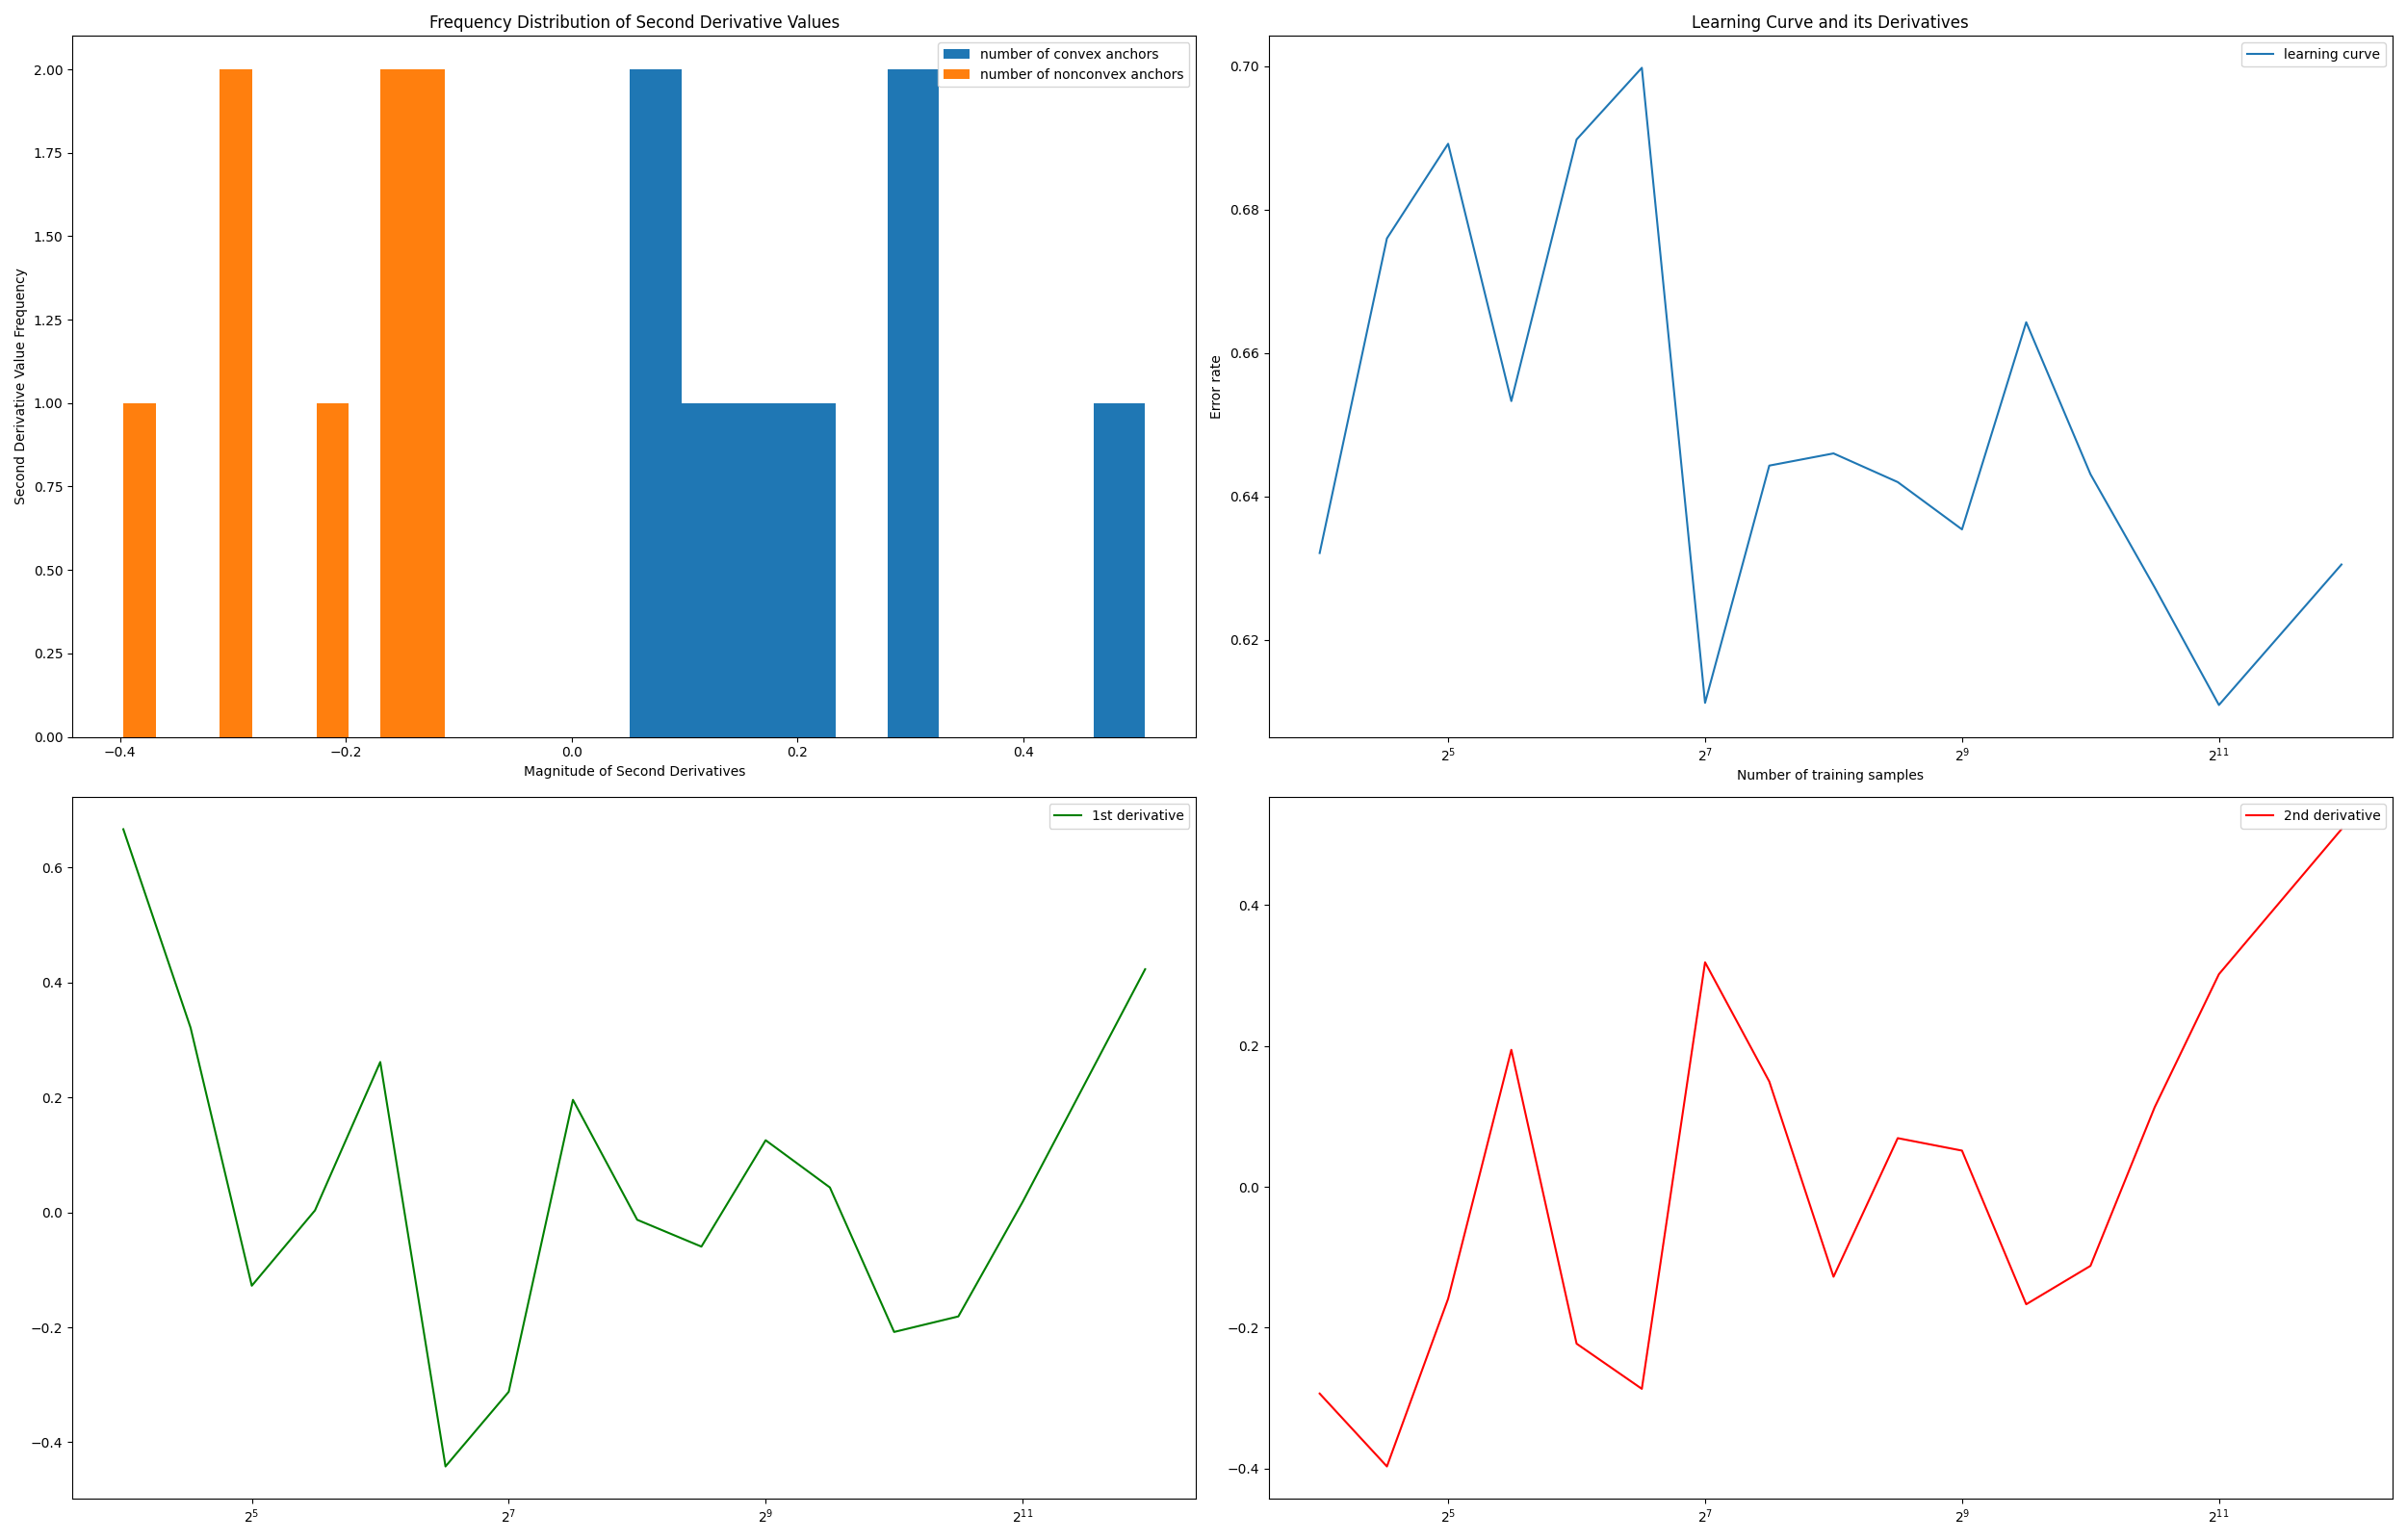 Frequency Distribution of Second Derivative Values
number of convex anchors
number of nonconvex anchors
Second Derivative Value Frequency
2.00
1.75
1.50
1.25
1.00
0.75
0.50
0.25
0.00
−0.4 −0.2 0.0 0.2 0.4
Magnitude of Second Derivatives
Learning Curve and its Derivatives
learning curve
Error rate
0.70
0.68
0.66
0.64
0.62
2^5 2^7 2^9 2^11
Number of training samples
1st derivative
0.6
0.4
0.2
0.0
−0.2
−0.4
2^5 2^7 2^9 2^11
2nd derivative
0.4
0.2
0.0
−0.2
−0.4
2^5 2^7 2^9 2^11